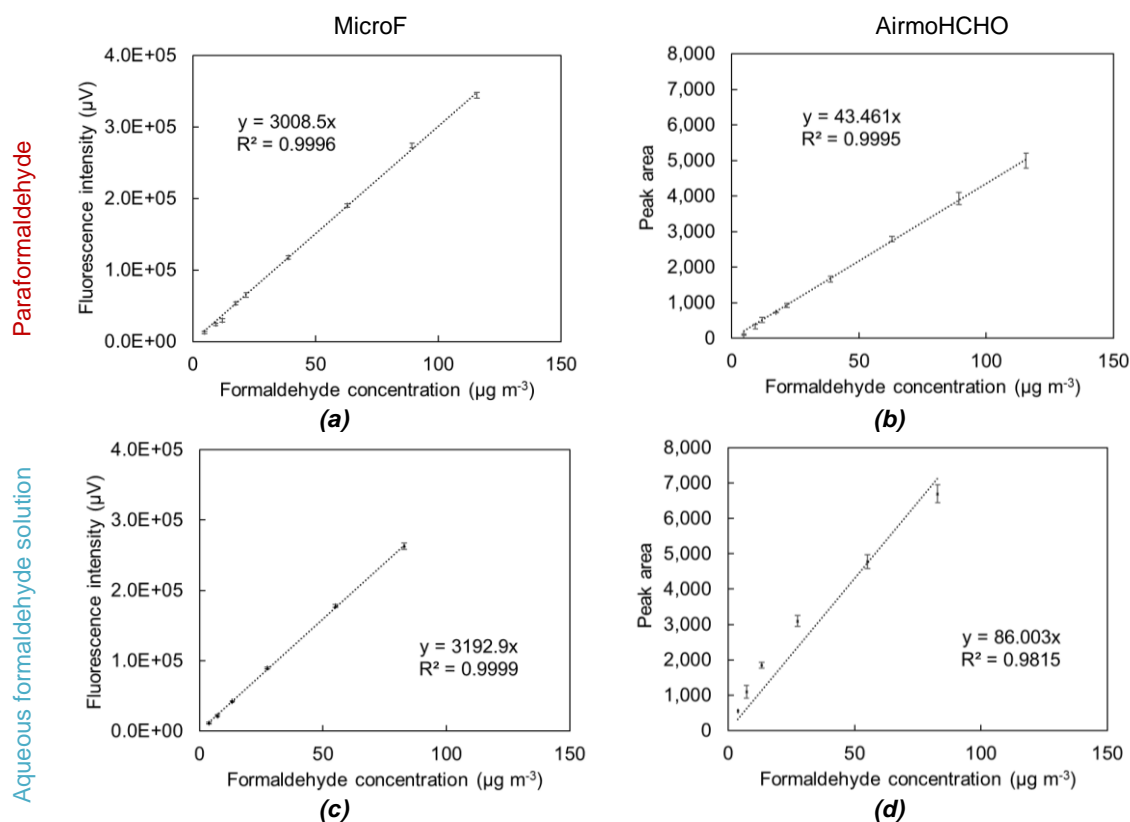 MicroF
AirmoHCHO
Paraformaldehyde
Fluorescence intensity (µV)
4.0E+05
3.0E+05
2.0E+05
1.0E+05
0.0E+00
y = 3008.5x
R² = 0.9996
0 50 100 150
Formaldehyde concentration (µg m-3)
(a)
Peak area
8,000
7,000
6,000
5,000
4,000
3,000
2,000
1,000
0
y = 43.461x
R² = 0.9995
0 50 100 150
Formaldehyde concentration (µg m-3)
(b)
Aqueous formaldehyde solution
Fluorescence intensity (µV)
4.0E+05
3.0E+05
2.0E+05
1.0E+05
0.0E+00
y = 3192.9x
R² = 0.9999
0 50 100 150
Formaldehyde concentration (µg m-3)
(c)
Peak area
8,000
7,000
6,000
5,000
4,000
3,000
2,000
1,000
0
y = 86.003x
R² = 0.9815
0 50 100 150
Formaldehyde concentration (µg m-3)
(d)